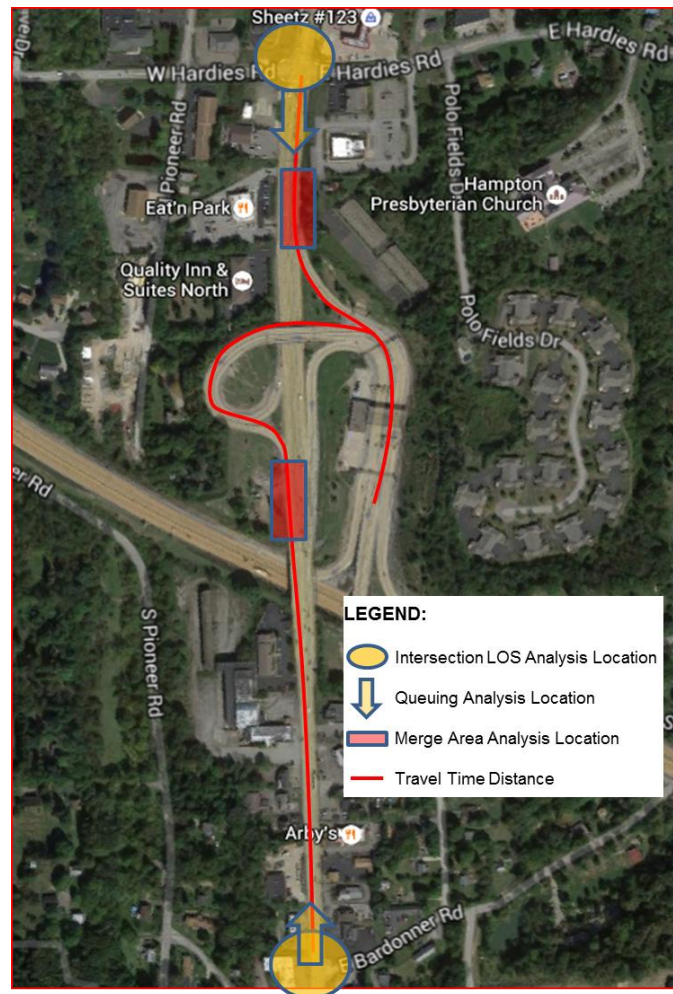 Sheetz #123
E Hardies Rd
W Hardies Rd
E Hardies Rd
N Pioneer Rd
Polo Fields Dr
Hampton
Presbyterian Church
Eat'n Park
Quality Inn &
Suites North
Polo Fields Dr
er Rd
S Pioneer Rd
LEGEND:
Intersection LOS Analysis Location
Queuing Analysis Location
Merge Area Analysis Location
Travel Time Distance
S
Arby's
E Bardonner Rd